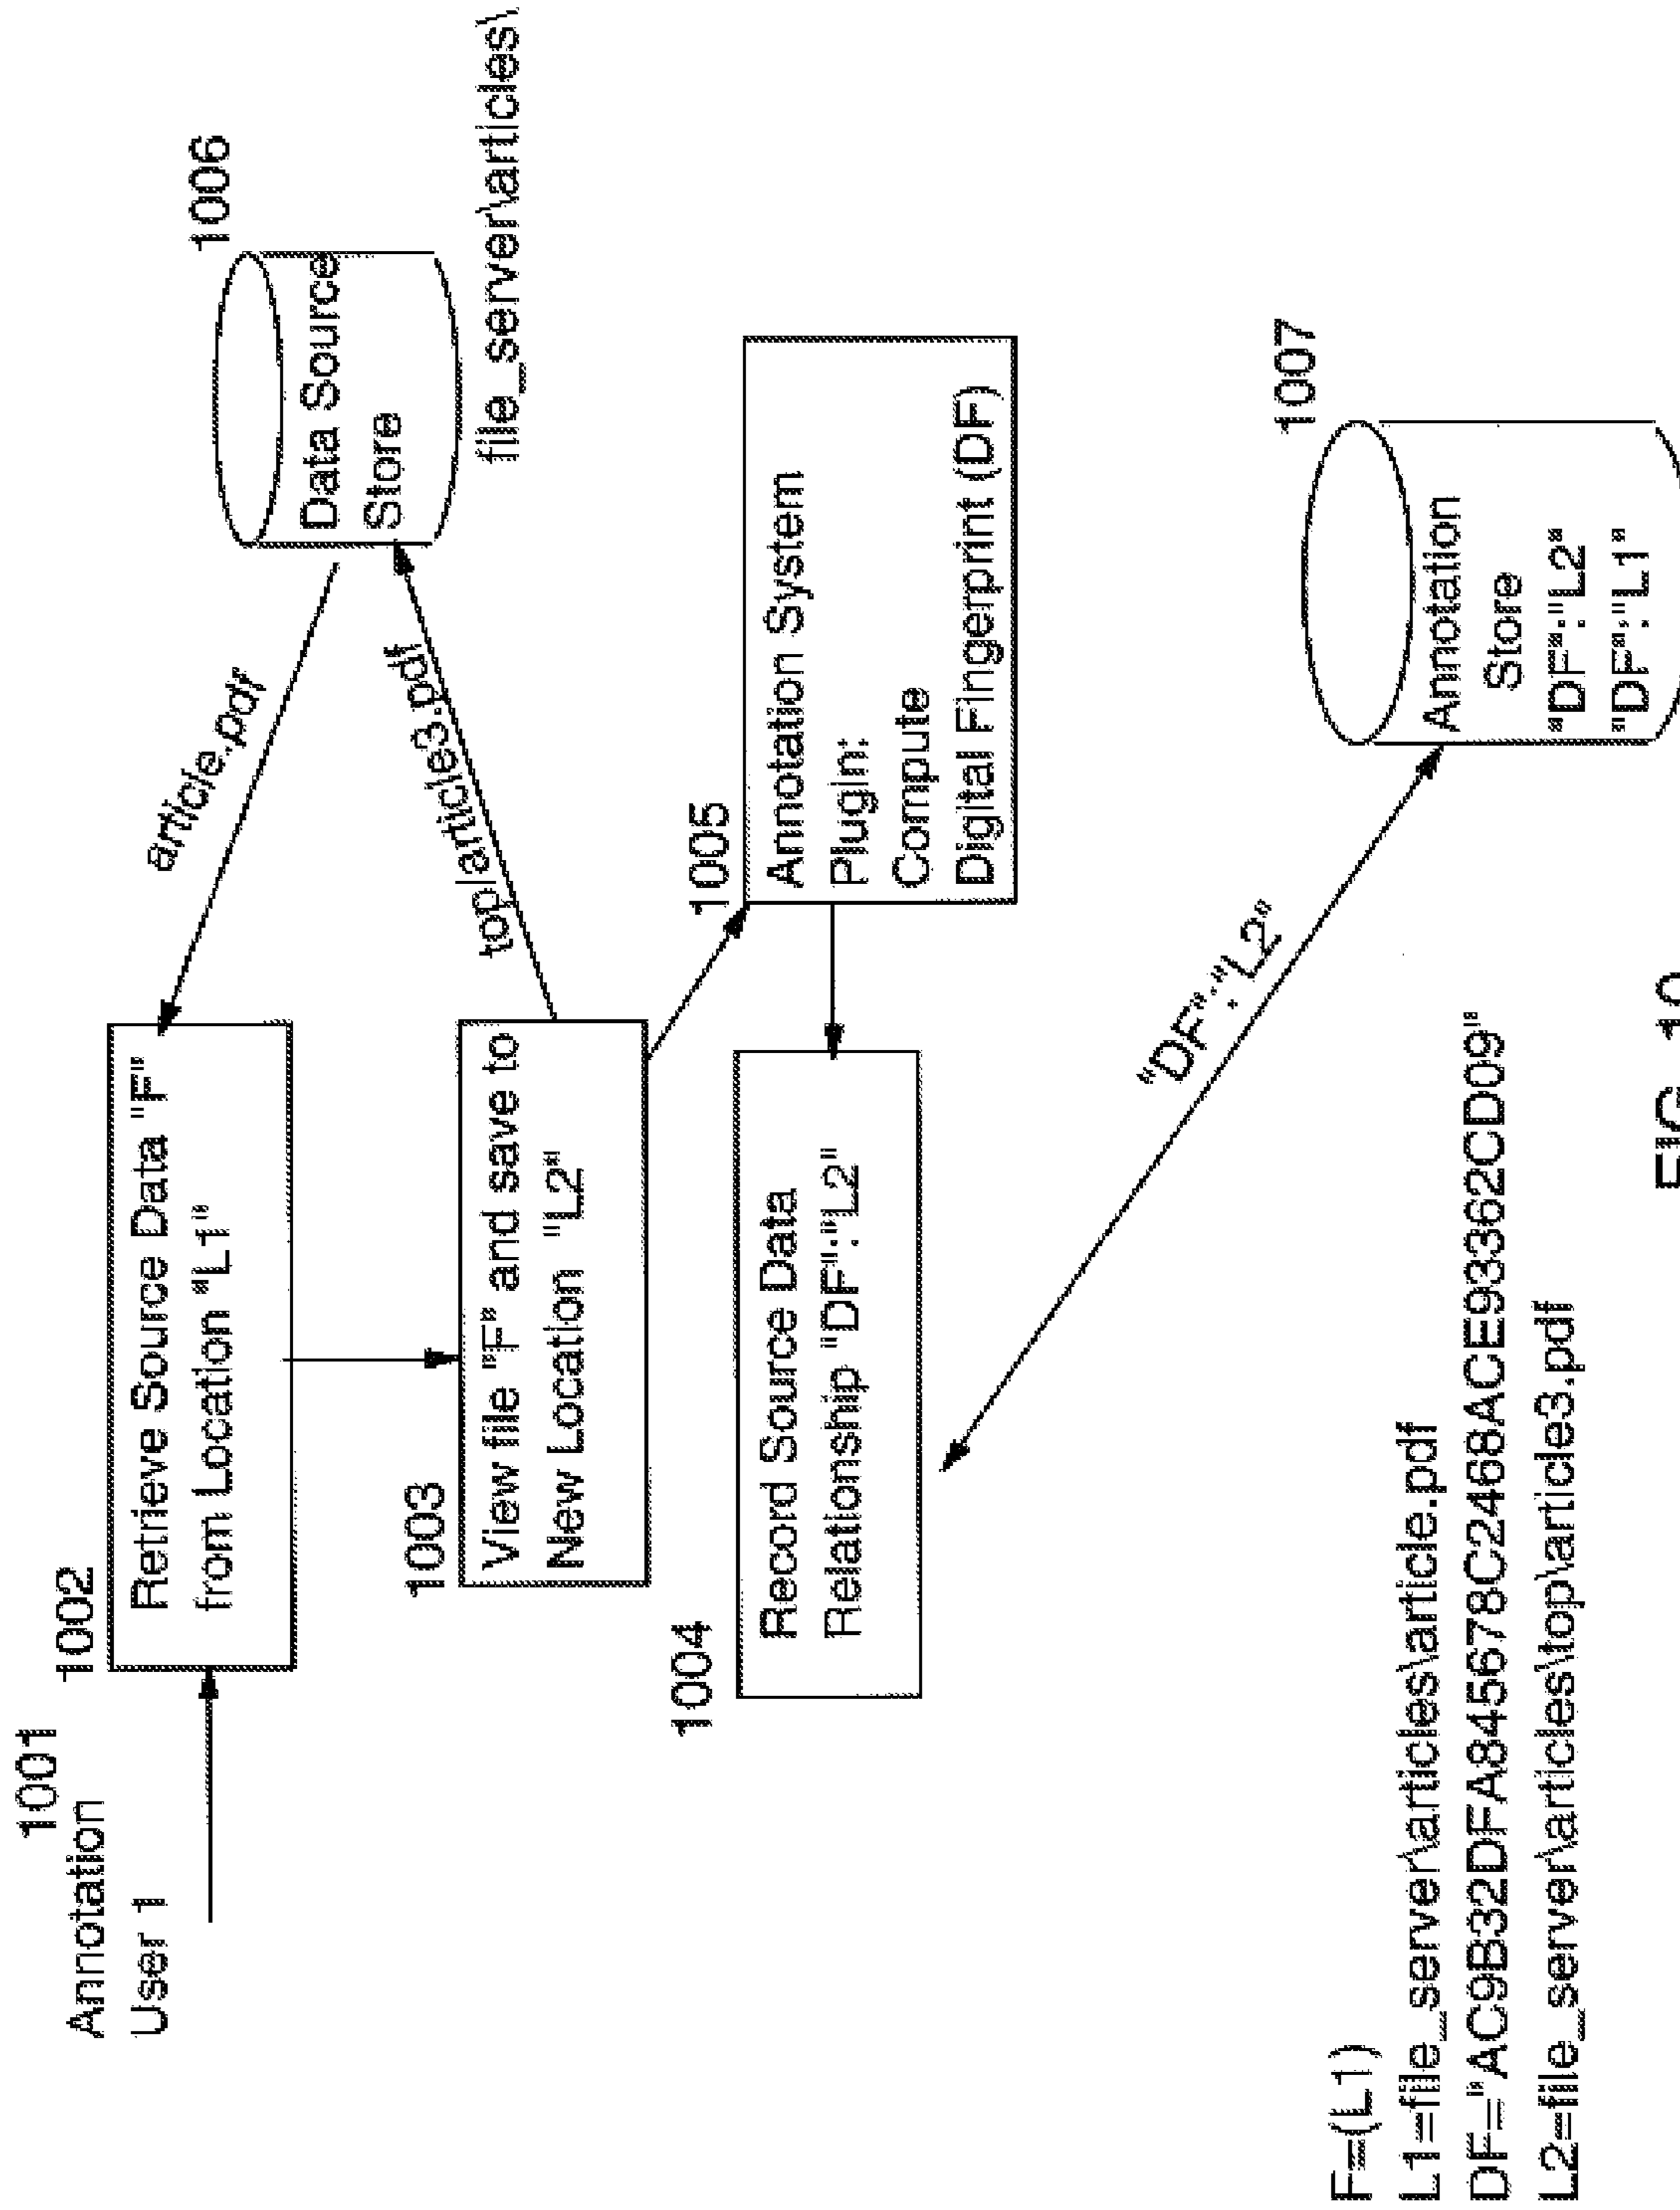 1001
Annotation
User 1
1002
Retrieve Source Data "F"
from Location "L1"
article.pdf
1006
Data Source
Store
file_server\articles\
1003
View file "F" and save to
New Location "L2"
top\article3.pdf
1005
Annotation System
Plugin:
Compute
Digital Fingerprint (DF)
1004
Record Source Data
Relationship "DF":"L2"
"DF":"L2"
1007
Annotation
Store
"DF":"L2"
"DF":"L1"
F=(L1)
L1=file_server\articles\article.pdf
DF="AC9B32DFA845678C2468ACE9362CD09"
L2=file_server\articles\top\article3.pdf
FIG. 10